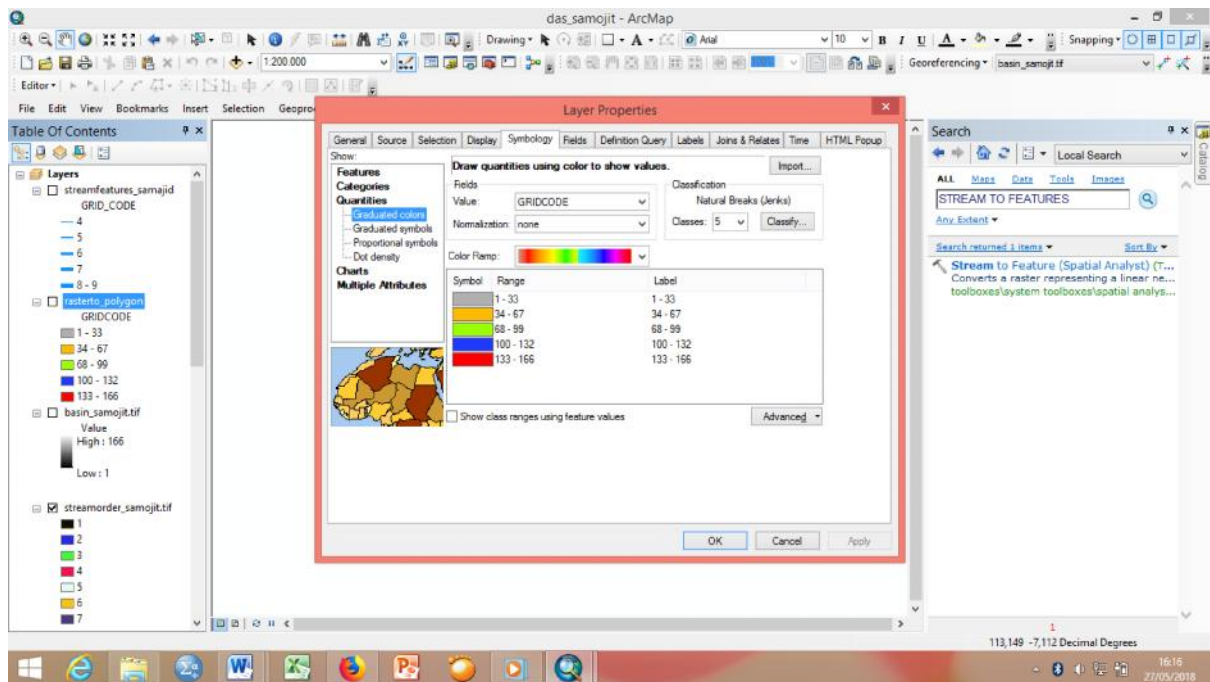 das_samojit - ArcMap
Drawing
Arial
10
B I U A
Snapping
1:200.000
Georeferencing
basin_samojit.tif
Editor
File Edit View Bookmarks Insert Selection Geopro
Table Of Contents
Layers
streamfeatures_samajid
GRID_CODE
4
5
6
7
8 - 9
rasterto_polygon
GRIDCODE
1 - 33
34 - 67
68 - 99
100 - 132
133 - 166
basin_samojit.tif
Value
High : 166
Low : 1
streamorder_samojit.tif
1
2
3
4
5
6
7
Layer Properties
General Source Selection Display Symbology Fields Definition Query Labels Joins & Relates Time HTML Popup
Show:
Features
Categories
Quantities
Graduated colors
Graduated symbols
Proportional symbols
Dot density
Charts
Multiple Attributes
Draw quantities using color to show values.
Import...
Fields
Value: GRIDCODE
Normalization: none
Classification
Natural Breaks (Jenks)
Classes: 5 Classify...
Color Ramp:
Symbol Range Label
1 - 33 1 - 33
34 - 67 34 - 67
68 - 99 68 - 99
100 - 132 100 - 132
133 - 166 133 - 166
Show class ranges using feature values
Advanced
OK Cancel Apply
Search
Local Search
ALL Maps Data Tools Images
STREAM TO FEATURES
Any Extent
Search returned 1 items Sort By
Stream to Feature (Spatial Analyst) (T...
Converts a raster representing a linear ne...
toolboxes\system toolboxes\spatial analys...
Catalog
1
113,149 -7,112 Decimal Degrees
16:16
27/05/2018